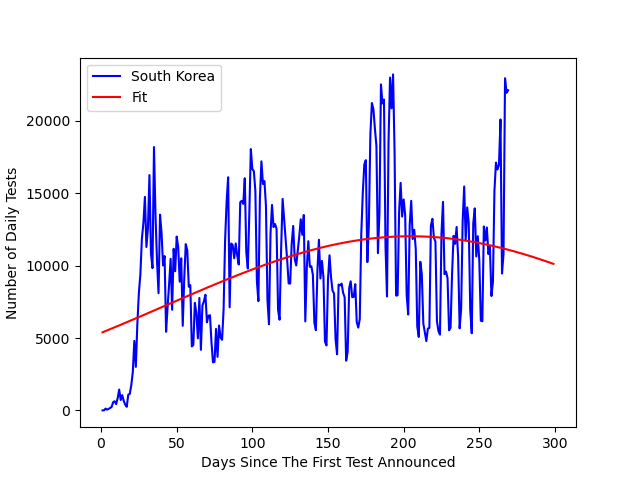 South Korea
Fit
Number of Daily Tests
20000
15000
10000
5000
0
0 50 100 150 200 250 300
Days Since The First Test Announced